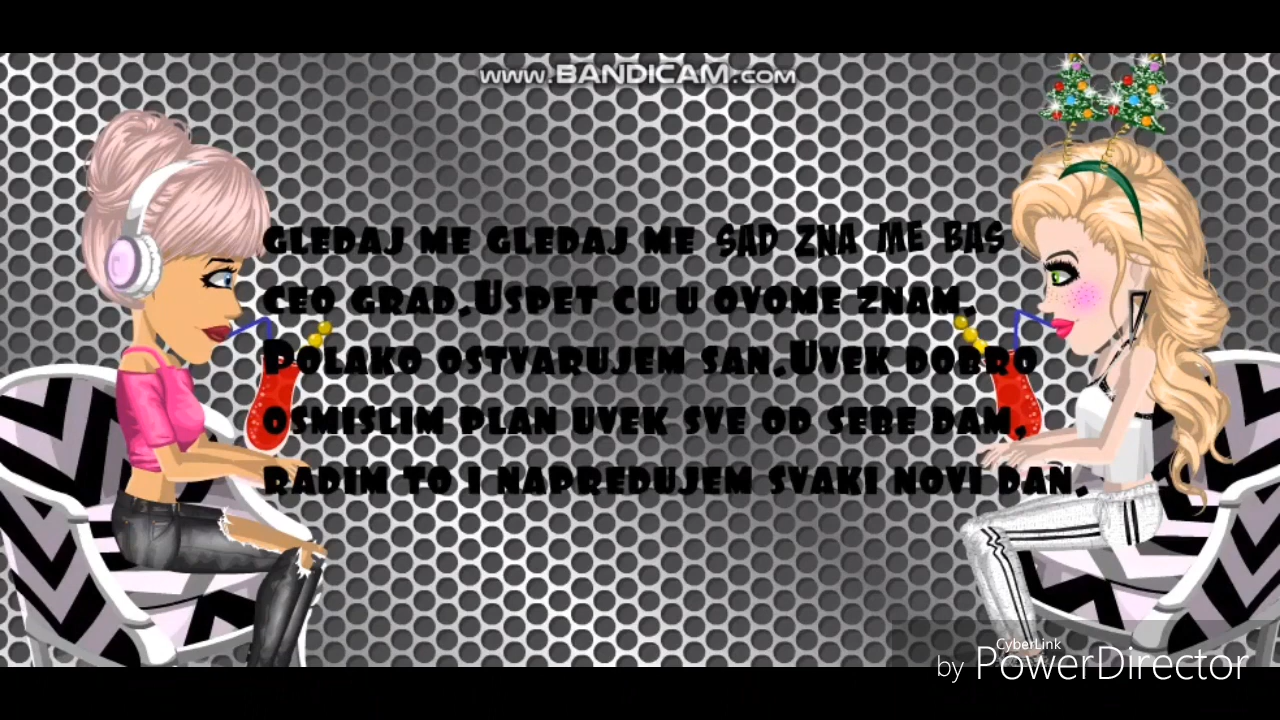 www.BANDICAM.com
GLEDAJ ME GLEDAJ ME SAD ZNA ME BAS
CEO GRAD,USPET CU U OVOME ZNAM,
POLAKO OSTVARUJEM SAN,UVEK DOBRO
OSMISLIM PLAN UVEK SVE OD SEBE DAM,
RADIM TO I NAPREDUJEM SVAKI NOVI DAN.
CyberLink
by PowerDirector